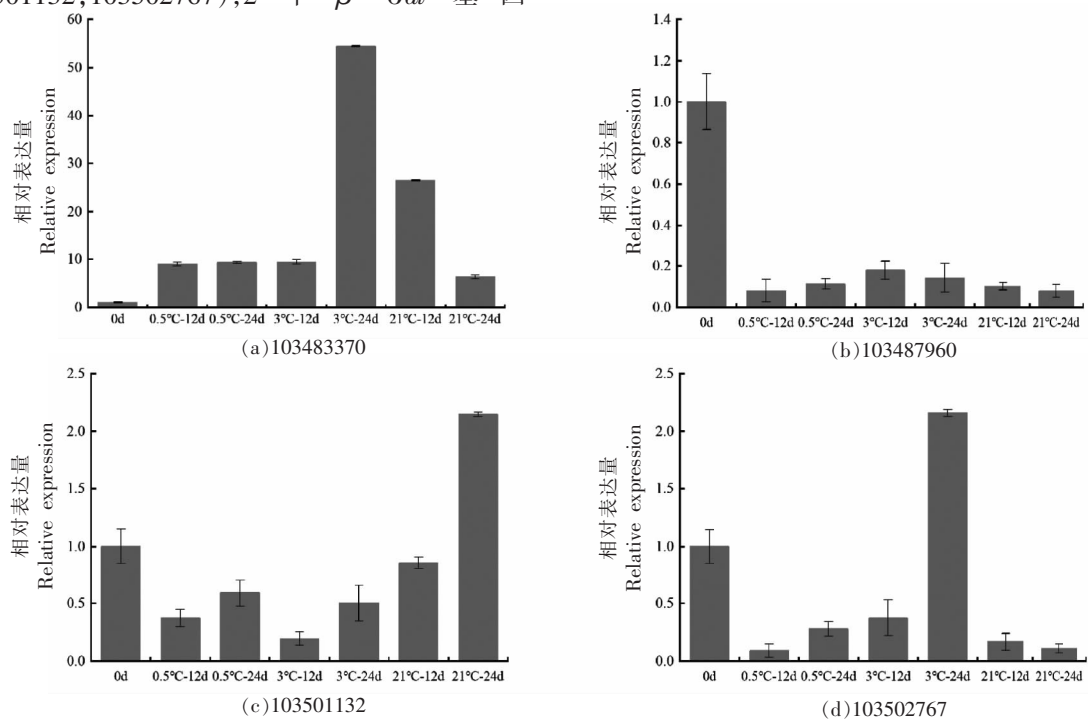 103502767),2 个 β-Gal 基因
60
50
40
30
20
10
0
相对表达量
Relative expression
0d 0.5℃-12d 0.5℃-24d 3℃-12d 3℃-24d 21℃-12d 21℃-24d
(a)103483370
1.4
1.2
1.0
0.8
0.6
0.4
0.2
0.0
相对表达量
Relative expression
0d 0.5℃-12d 0.5℃-24d 3℃-12d 3℃-24d 21℃-12d 21℃-24d
(b)103487960
2.5
2.0
1.5
1.0
0.5
0.0
相对表达量
Relative expression
0d 0.5℃-12d 0.5℃-24d 3℃-12d 3℃-24d 21℃-12d 21℃-24d
(c)103501132
2.5
2.0
1.5
1.0
0.5
0.0
相对表达量
Relative expression
0d 0.5℃-12d 0.5℃-24d 3℃-12d 3℃-24d 21℃-12d 21℃-24d
(d)103502767